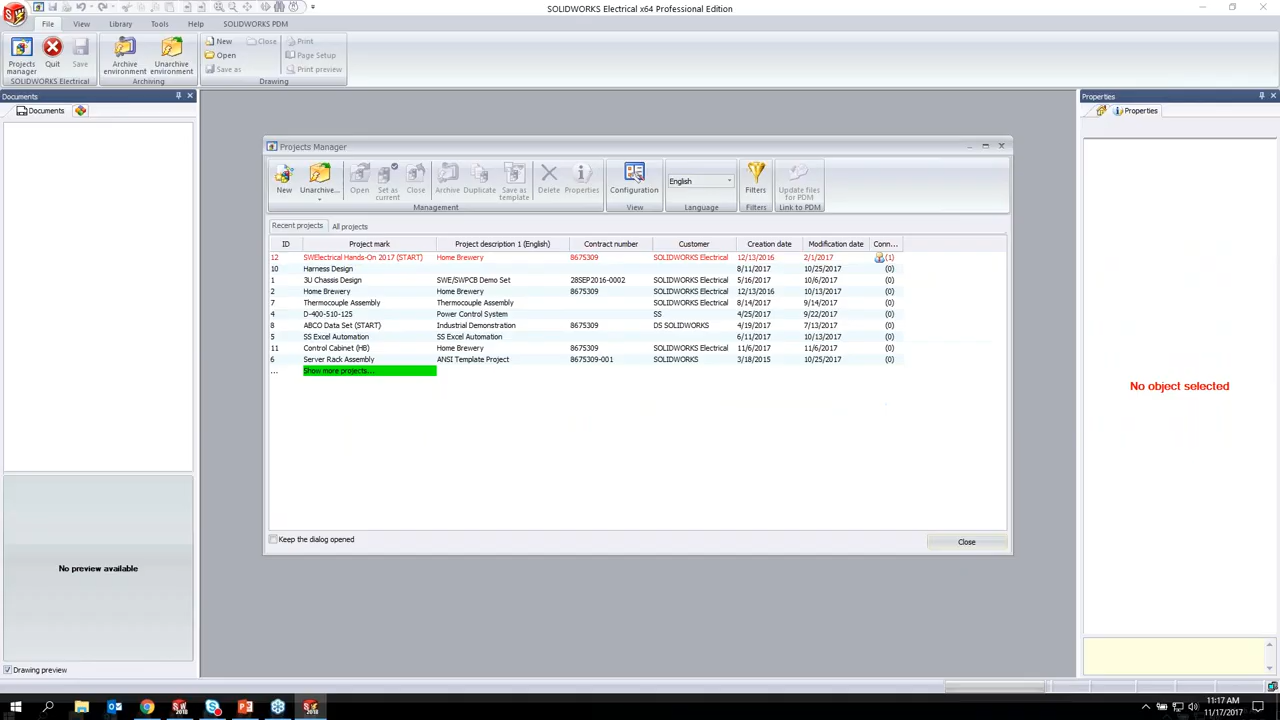 SOLIDWORKS Electrical x64 Professional Edition
File View Library Tools Help SOLIDWORKS PDM
Projects manager
Quit
Save
SOLIDWORKS Electrical
Archive environment
Unarchive environment
Archiving
New
Open
Save as
Close
Print
Page Setup
Print preview
Drawing
Documents
Documents
No preview available
Drawing preview
Projects Manager
New
Unarchive...
Open
Set as current
Close
Archive
Duplicate
Save as template
Delete
Properties
Management
Configuration
View
English
Language
Filters
Filters
Update files for PDM
Link to PDM
Recent projects All projects
ID Project mark Project description 1 (English) Contract number Customer Creation date Modification date Conn...
12 SWElectrical Hands-On 2017 (START) Home Brewery 8675309 SOLIDWORKS Electrical 12/13/2016 2/1/2017 (1)
10 Harness Design 8/11/2017 10/25/2017 (0)
1 3U Chassis Design SWE/SWPCB Demo Set 28SEP2016-0002 SOLIDWORKS Electrical 5/16/2017 10/6/2017 (0)
2 Home Brewery Home Brewery 8675309 SOLIDWORKS Electrical 12/13/2016 10/2/2017 (0)
7 Thermocouple Assembly Thermocouple Assembly SOLIDWORKS Electrical 8/14/2017 9/14/2017 (0)
4 D-400-510-125 Power Control System SS 4/25/2017 9/22/2017 (0)
8 ABCO Data Set (START) Industrial Demonstration 8675309 DS SOLIDWORKS 4/19/2017 7/13/2017 (0)
5 SS Excel Automation SS Excel Automation 6/11/2017 10/3/2017 (0)
11 Control Cabinet (HB) Home Brewery 8675309 SOLIDWORKS Electrical 11/6/2017 11/6/2017 (0)
6 Server Rack Assembly ANSI Template Project 8675309-001 SOLIDWORKS 3/18/2015 10/25/2017 (0)
... Show more projects...
Keep the dialog opened
Close
Properties
Properties
No object selected
11:17 AM
11/17/2017